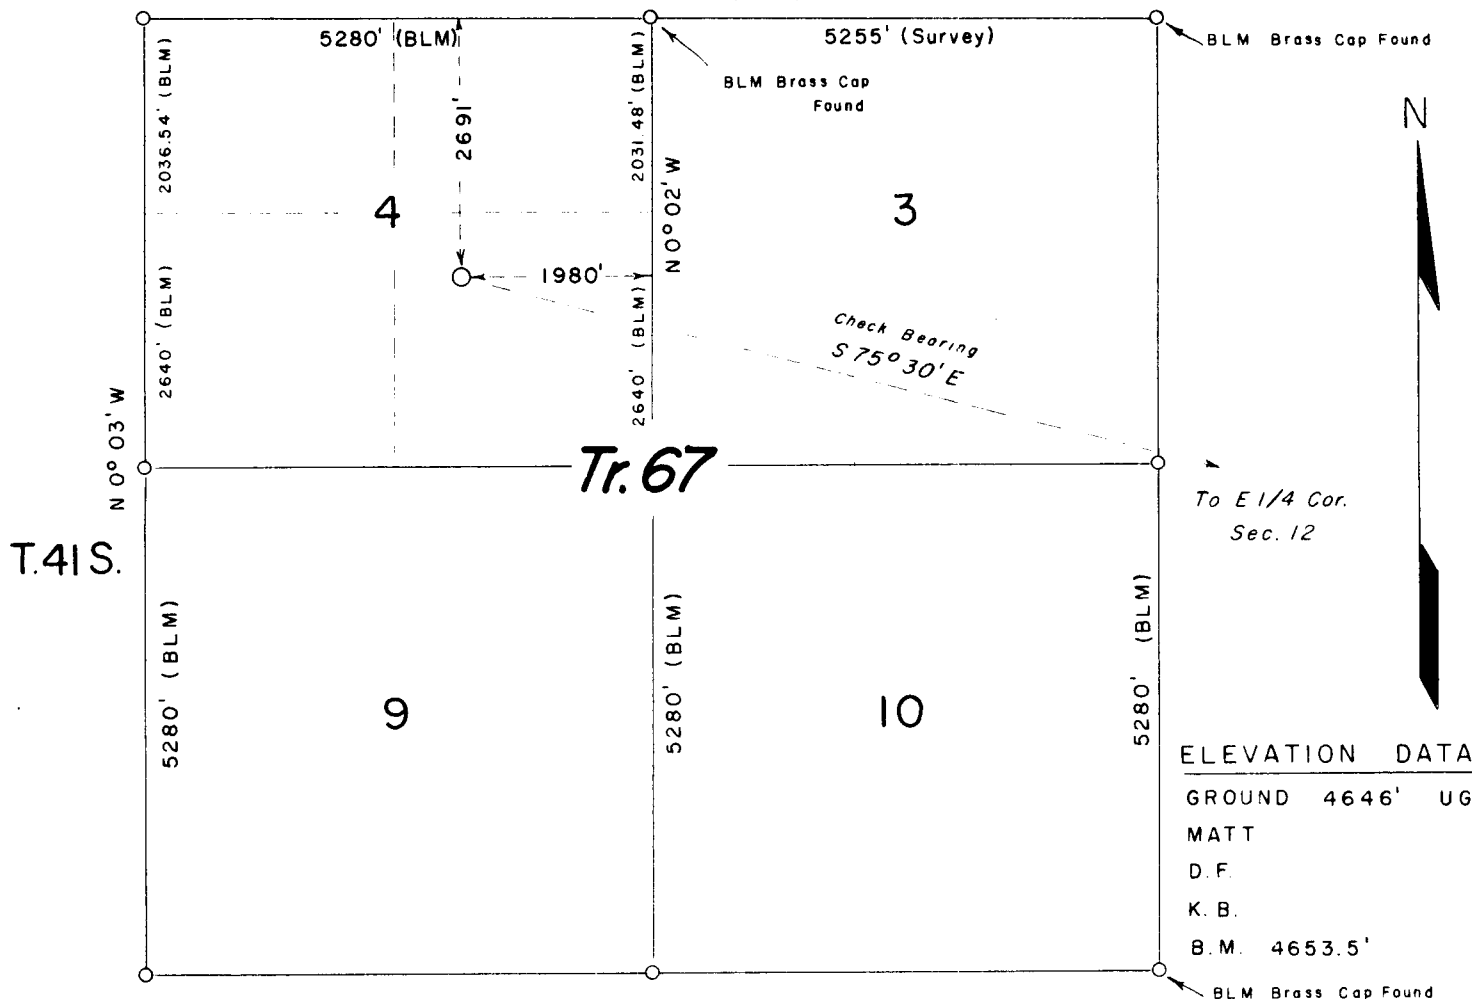 5280' (BLM)
5255' (Survey)
BLM Brass Cap Found
BLM Brass Cap
Found
2036.54' (BLM)
2691'
2031.48' (BLM)
N
4
3
N 0° 02' W
1980'
2640' (BLM)
2640' (BLM)
Check Bearing
S 75° 30' E
N 0° 03' W
Tr. 67
To E 1/4 Cor.
Sec. 12
T.41 S.
5280' (BLM)
5280' (BLM)
5280' (BLM)
9
10
ELEVATION DATA
GROUND 4646' UG
MATT
D.F.
K.B.
B.M. 4653.5'
BLM Brass Cap Found